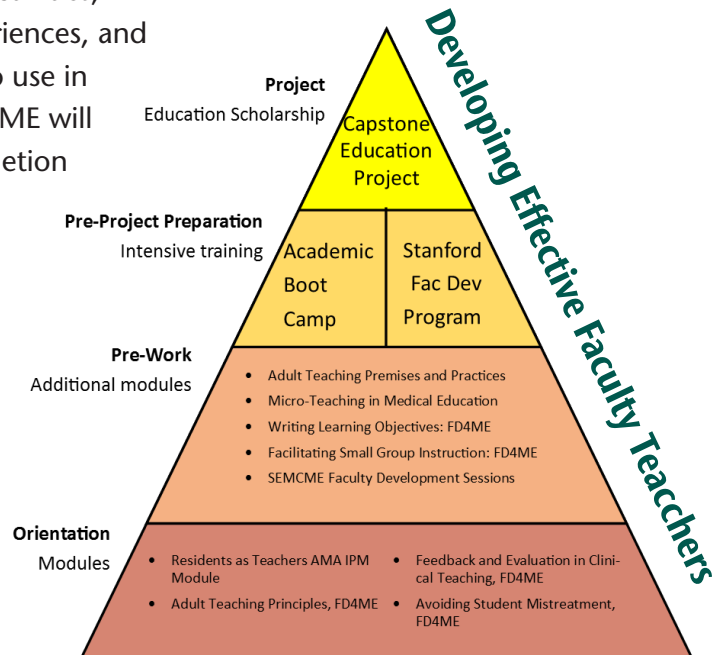 riences, and
o use in
ME will
etion
Developing Effective Faculty Teacchers
Project
Education Scholarship
Capstone
Education
Project
Pre-Project Preparation
Intensive training
Academic
Boot
Camp
Stanford
Fac Dev
Program
Pre-Work
Additional modules
• Adult Teaching Premises and Practices
• Micro-Teaching in Medical Education
• Writing Learning Objectives: FD4ME
• Facilitating Small Group Instruction: FD4ME
• SEMCME Faculty Development Sessions
Orientation
Modules
• Residents as Teachers AMA IPM
Module
• Adult Teaching Principles, FD4ME
• Feedback and Evaluation in Clini-
cal Teaching, FD4ME
• Avoiding Student Mistreatment,
FD4ME